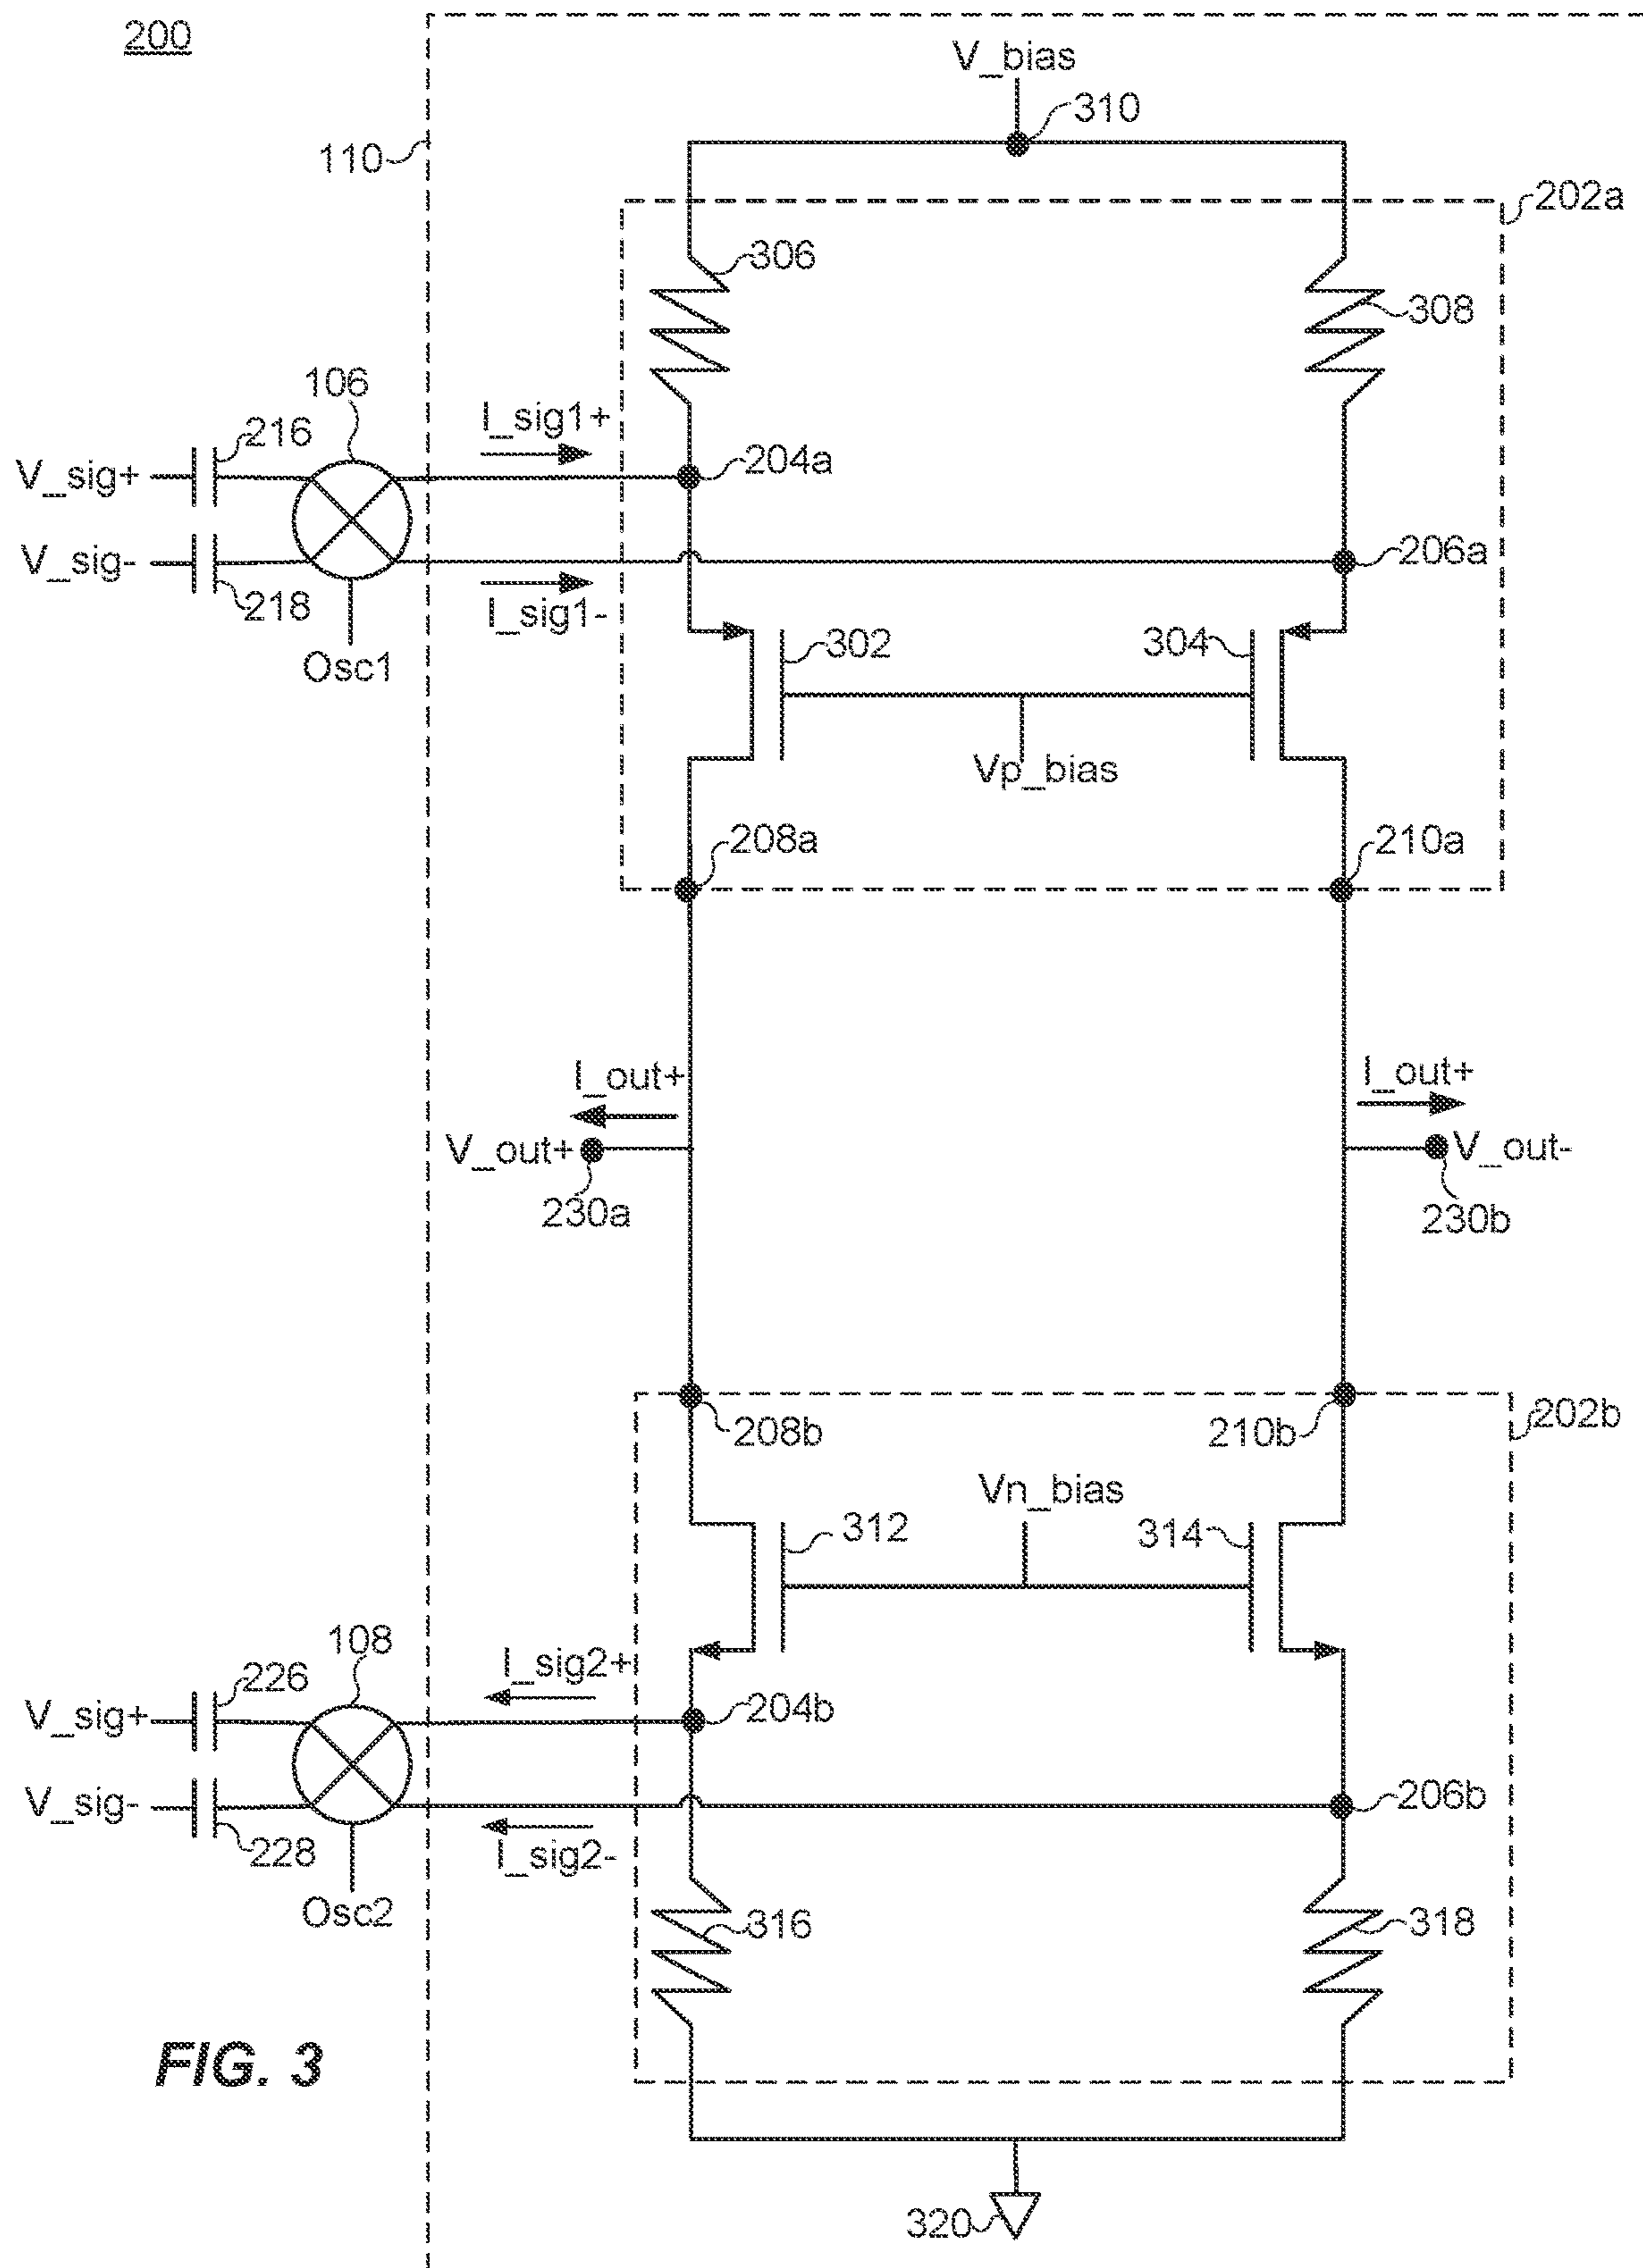 200
V_bias
310
110
202a
306
308
106
216
I_sig1+
204a
V_sig+
V_sig-
206a
218
I_sig1-
Osc1
302
304
Vp_bias
208a
210a
I_out+
I_out+
V_out+
V_out-
230a
230b
208b
210b
202b
Vn_bias
312
314
108
226
I_sig2+
204b
V_sig+
V_sig-
206b
228
I_sig2-
Osc2
316
318
FIG. 3
320